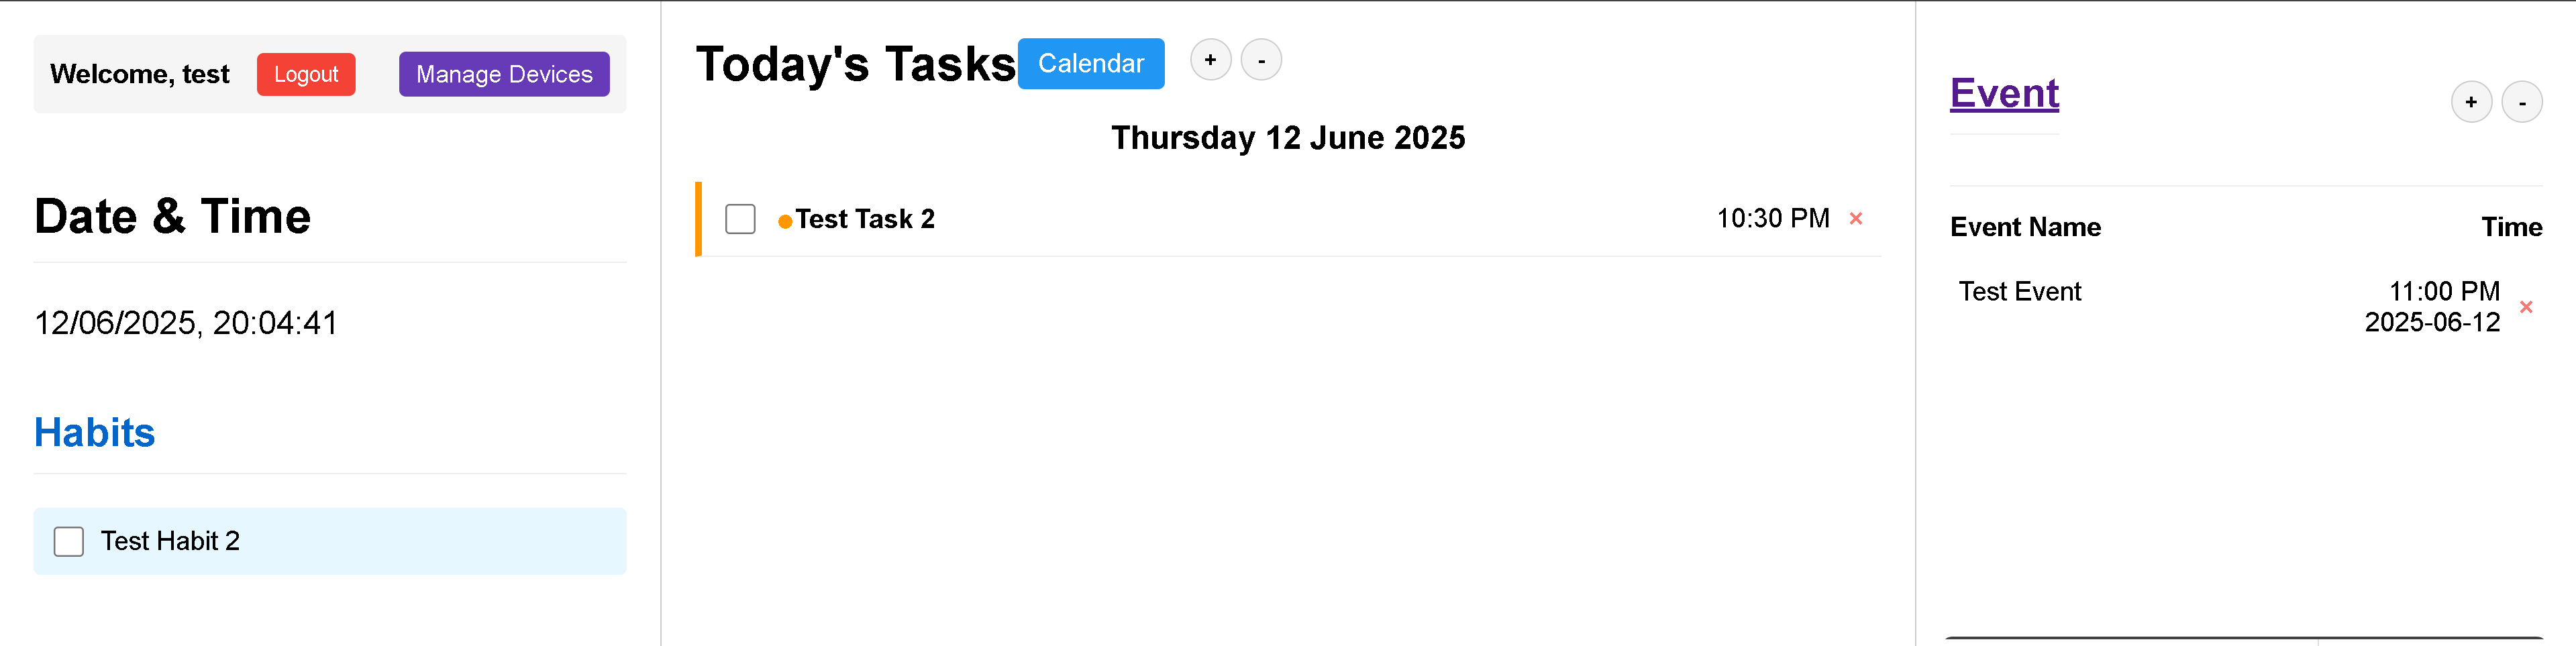 Welcome, test Logout Manage Devices
Date & Time
12/06/2025, 20:04:41
Habits
Test Habit 2
Today's Tasks Calendar + -
Thursday 12 June 2025
Test Task 2 10:30 PM ×
Event + -
Event Name Time
Test Event 11:00 PM ×
2025-06-12